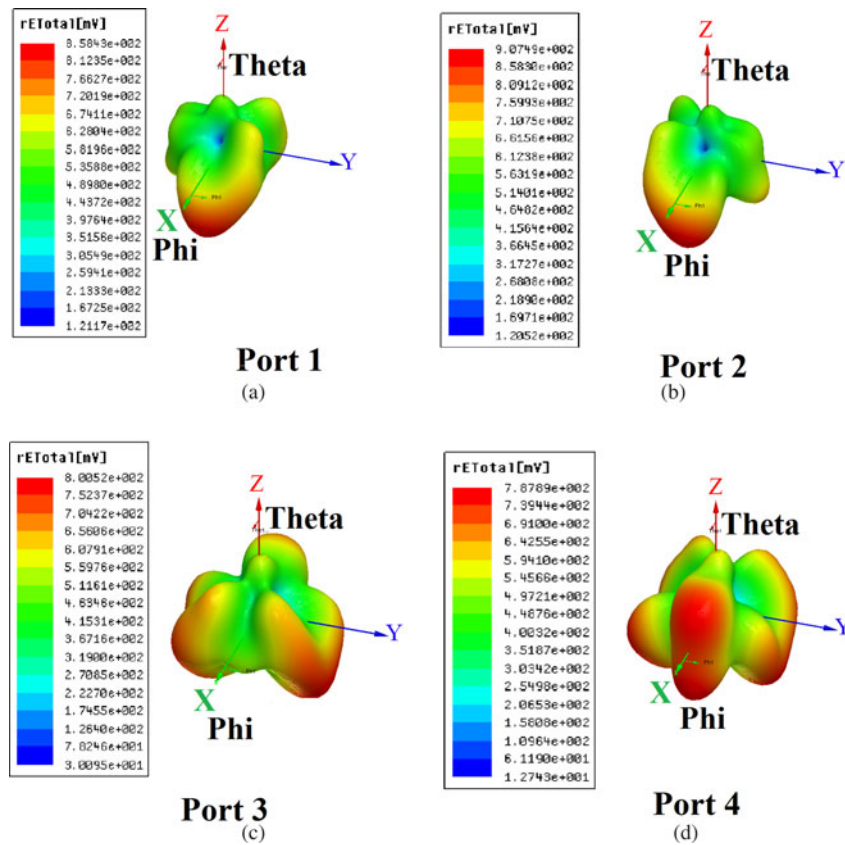 rETotal[mV]
8.5843e+002
8.1235e+002
7.6627e+002
7.2019e+002
6.7411e+002
6.2804e+002
5.8196e+002
5.3588e+002
4.8980e+002
4.4372e+002
3.9764e+002
3.5156e+002
3.0549e+002
2.5941e+002
2.1333e+002
1.6725e+002
1.2117e+002
Z
Theta
Y
X
Phi
Phi
Port 1
(a)
rETotal[mV]
9.0749e+002
8.5830e+002
8.0912e+002
7.5993e+002
7.1075e+002
6.6156e+002
6.1238e+002
5.6319e+002
5.1401e+002
4.6482e+002
4.1564e+002
3.6645e+002
3.1727e+002
2.6808e+002
2.1890e+002
1.6971e+002
1.2052e+002
Z
Theta
Y
X
Phi
Phi
Port 2
(b)
rETotal[mV]
8.0052e+002
7.5237e+002
7.0422e+002
6.5606e+002
6.0791e+002
5.5976e+002
5.1161e+002
4.6346e+002
4.1531e+002
3.6716e+002
3.1900e+002
2.7085e+002
2.2270e+002
1.7455e+002
1.2640e+002
7.8246e+001
3.0095e+001
Z
Theta
Y
X
Phi
Phi
Port 3
(c)
rETotal[mV]
7.8789e+002
7.3944e+002
6.9100e+002
6.4255e+002
5.9410e+002
5.4566e+002
4.9721e+002
4.4876e+002
4.0032e+002
3.5187e+002
3.0342e+002
2.5498e+002
2.0653e+002
1.5808e+002
1.0964e+002
6.1190e+001
1.2743e+001
Z
Theta
Y
X
Phi
Phi
Port 4
(d)